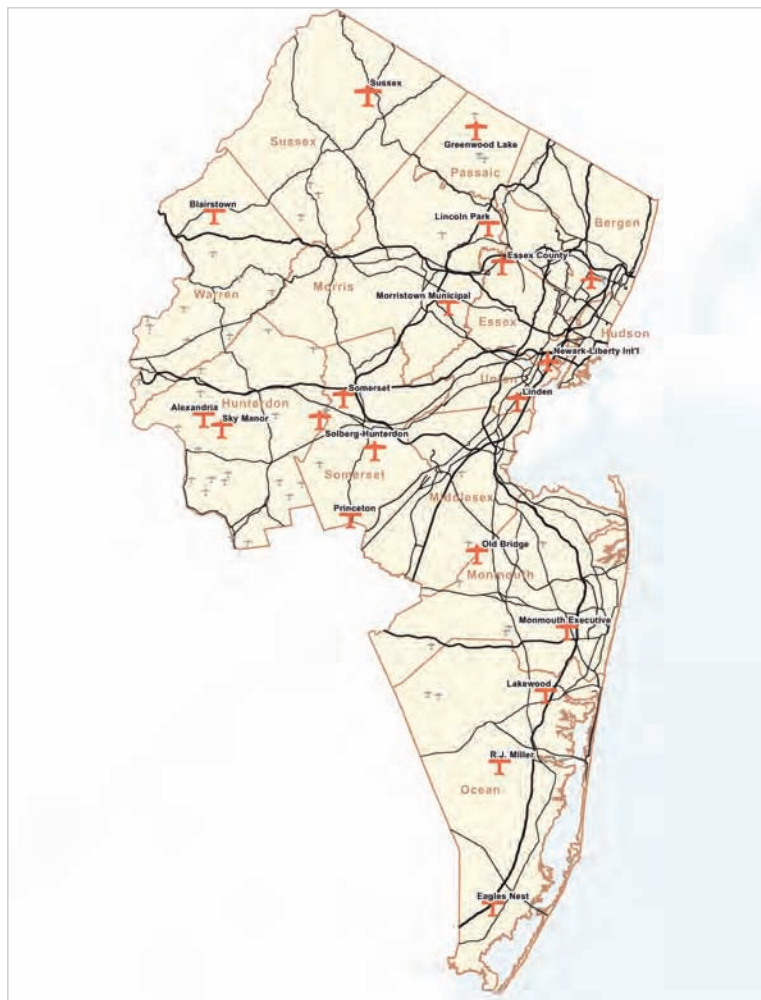 Sussex
Greenwood Lake
Sussex
Passaic
Blairstown
Lincoln Park
Bergen
Essex County
Morris
Warren
Morristown Municipal
Essex
Hudson
Newark-Liberty Int'l
Union
Somerset
Linden
Hunterdon
Alexandria
Sky Manor
Solberg-Hunterdon
Somerset
Middlesex
Princeton
Old Bridge
Monmouth
Monmouth Executive
Lakewood
R.J. Miller
Ocean
Eagles Nest